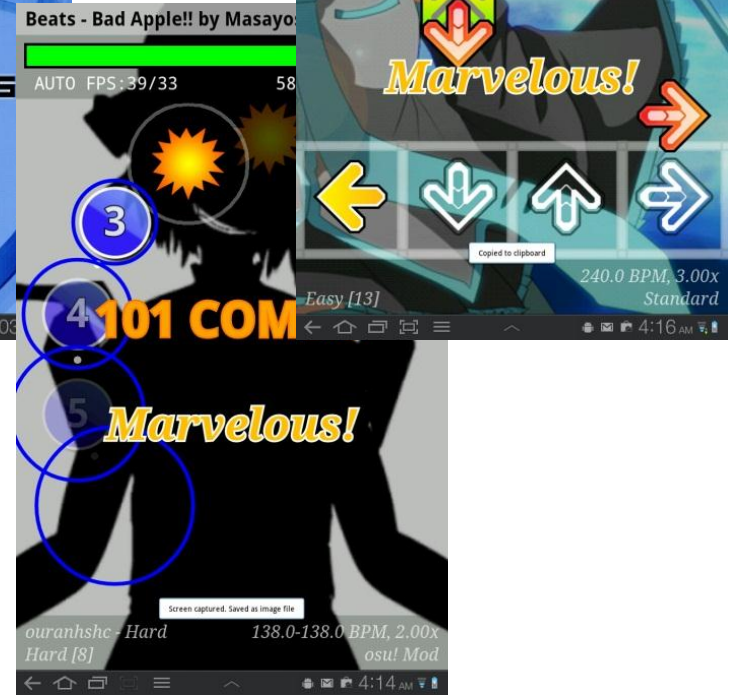 Beats - Bad Apple!! by Masayo
AUTO FPS:39/33
58
3
4
101 COM
5
Marvelous!
Screen captured. Saved as image file
ouranhshc - Hard
138.0-138.0 BPM, 2.00x
Hard [8]
osu! Mod
4:14 AM
Marvelous!
Copied to clipboard
240.0 BPM, 3.00x
Easy [13]
Standard
4:16 AM
03